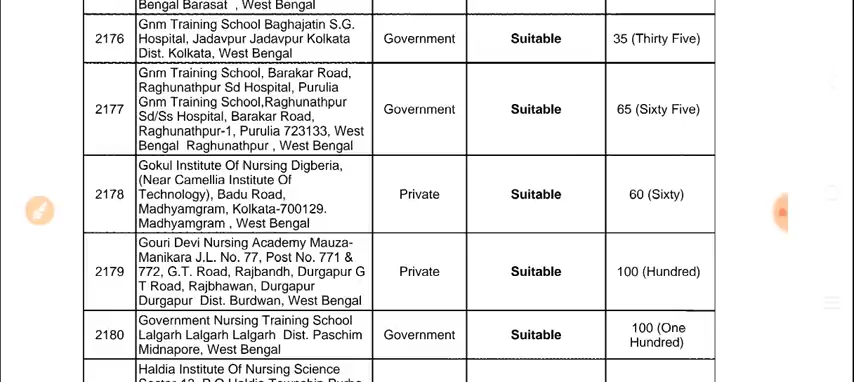 Bengal Barasat , West Bengal
2176
Gnm Training School Baghajatin S.G.
Hospital, Jadavpur Jadavpur Kolkata
Dist. Kolkata, West Bengal
Government
Suitable
35 (Thirty Five)
2177
Gnm Training School, Barakar Road,
Raghunathpur Sd Hospital, Purulia
Gnm Training School,Raghunathpur
Sd/Ss Hospital, Barakar Road,
Raghunathpur-1, Purulia 723133, West
Bengal Raghunathpur , West Bengal
Government
Suitable
65 (Sixty Five)
2178
Gokul Institute Of Nursing Digberia,
(Near Camellia Institute Of
Technology), Badu Road,
Madhyamgram, Kolkata-700129.
Madhyamgram , West Bengal
Private
Suitable
60 (Sixty)
2179
Gouri Devi Nursing Academy Mauza-
Manikara J.L. No. 77, Post No. 771 &
772, G.T. Road, Rajbandh, Durgapur G
T Road, Rajbhawan, Durgapur
Durgapur Dist. Burdwan, West Bengal
Private
Suitable
100 (Hundred)
2180
Government Nursing Training School
Lalgarh Lalgarh Lalgarh Dist. Paschim
Midnapore, West Bengal
Government
Suitable
100 (One
Hundred)
Haldia Institute Of Nursing Science
Sector 13, P.O Haldia Township Purba